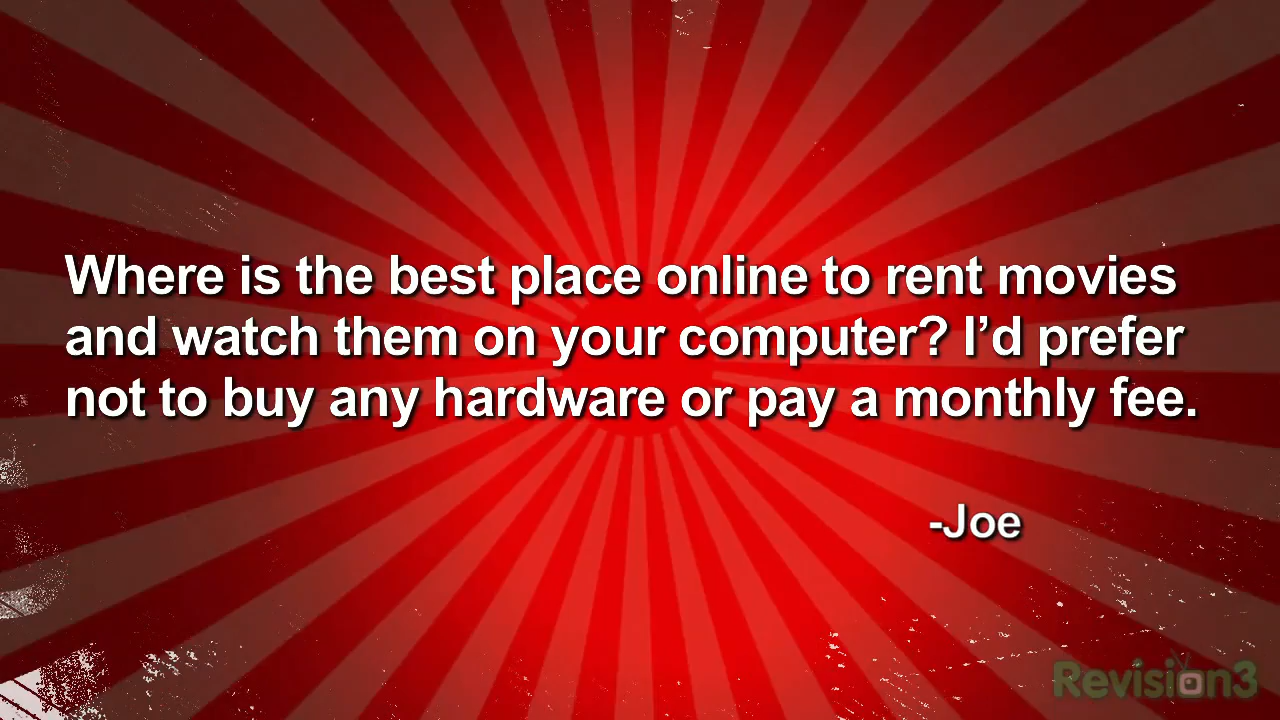 Where is the best place online to rent movies
and watch them on your computer? I’d prefer
not to buy any hardware or pay a monthly fee.
-Joe
Revision3